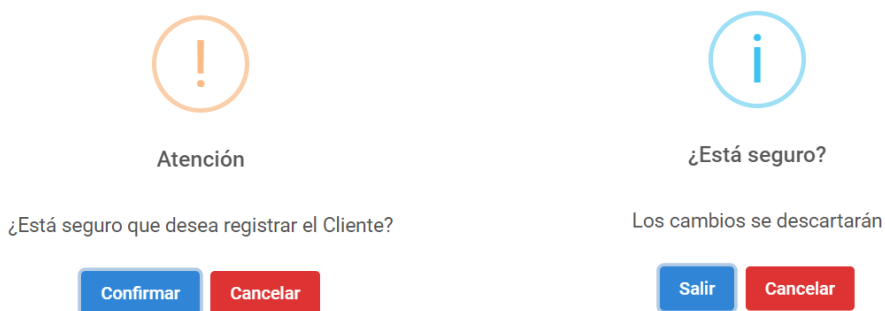 Atención
¿Está seguro que desea registrar el Cliente?
Confirmar Cancelar
¿Está seguro?
Los cambios se descartarán
Salir Cancelar